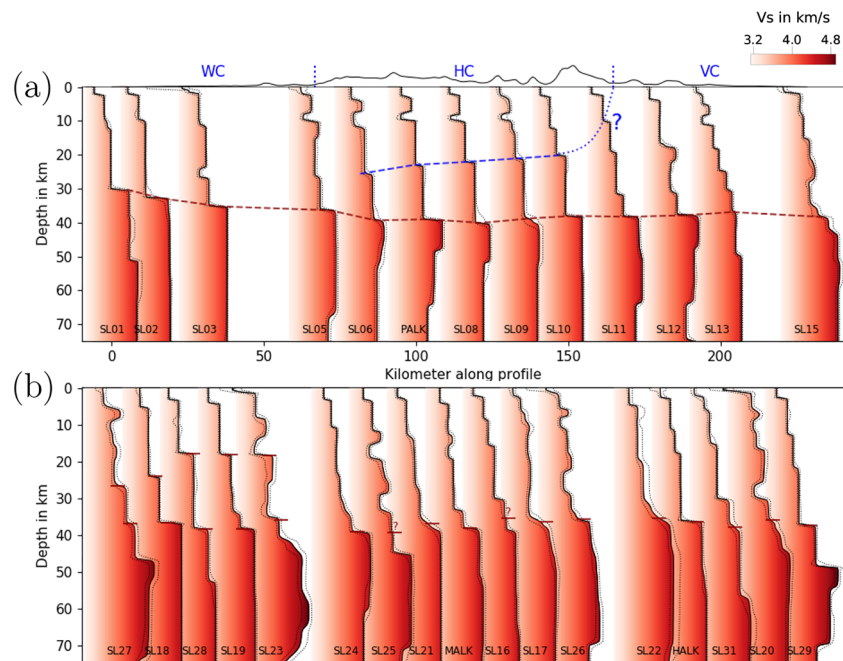 Vs in km/s
3.2 4.0 4.8
WC HC VC
(a)
0
10
?
20
30
40
50
60
70
Depth in km
SL01 SL02 SL03 SL05 SL06 PALK SL08 SL09 SL10 SL11 SL12 SL13 SL15
0 50 100 150 200
Kilometer along profile
(b)
0
10
20
30
40
50
60
70
Depth in km
? ?
SL27 SL18 SL28 SL19 SL23 SL24 SL25 SL21 MALK SL16 SL17 SL26 SL22 HALK SL31 SL20 SL29